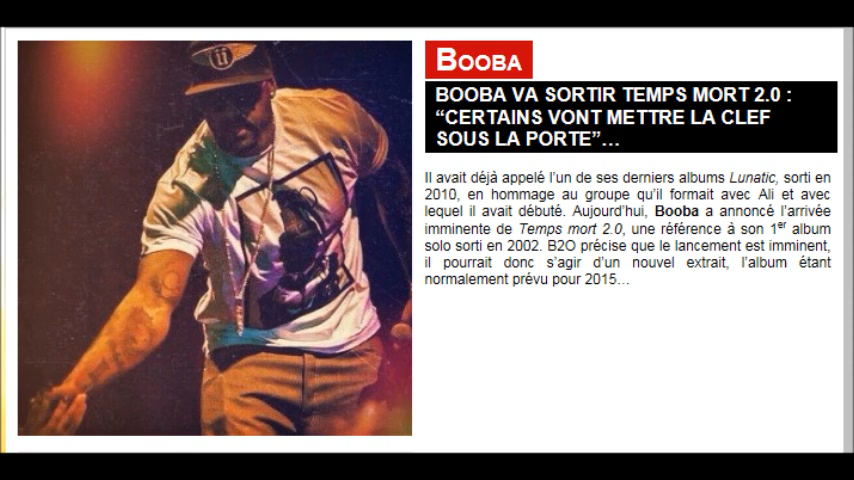 BOOBA
BOOBA VA SORTIR TEMPS MORT 2.0 :
“CERTAINS VONT METTRE LA CLEF
SOUS LA PORTE”…
Il avait déjà appelé l’un de ses derniers albums Lunatic, sorti en
2010, en hommage au groupe qu’il formait avec Ali et avec
lequel il avait débuté. Aujourd’hui, Booba a annoncé l’arrivée
imminente de Temps mort 2.0, une référence à son 1er album
solo sorti en 2002. B2O précise que le lancement est imminent,
il pourrait donc s’agir d’un nouvel extrait, l’album étant
normalement prévu pour 2015…